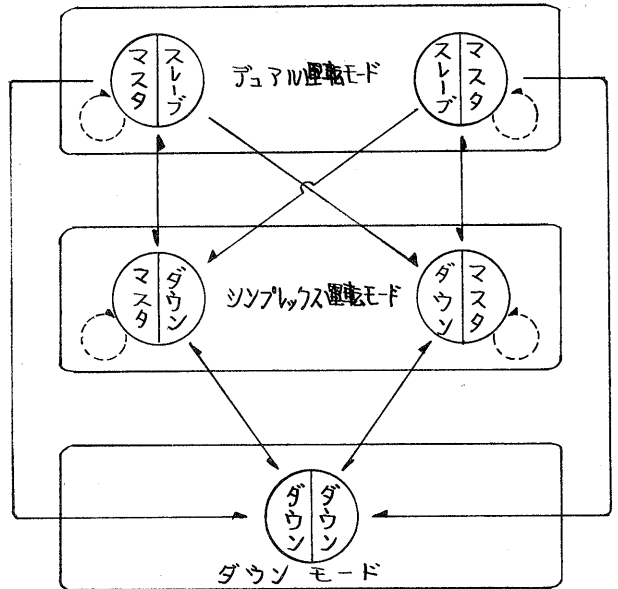 マスタ
スレーブ
デュアル運転モード
スレーブ
マスタ
マスタ
ダウン
シンプレックス運転モード
ダウン
マスタ
ダウン
ダウン
ダウンモード